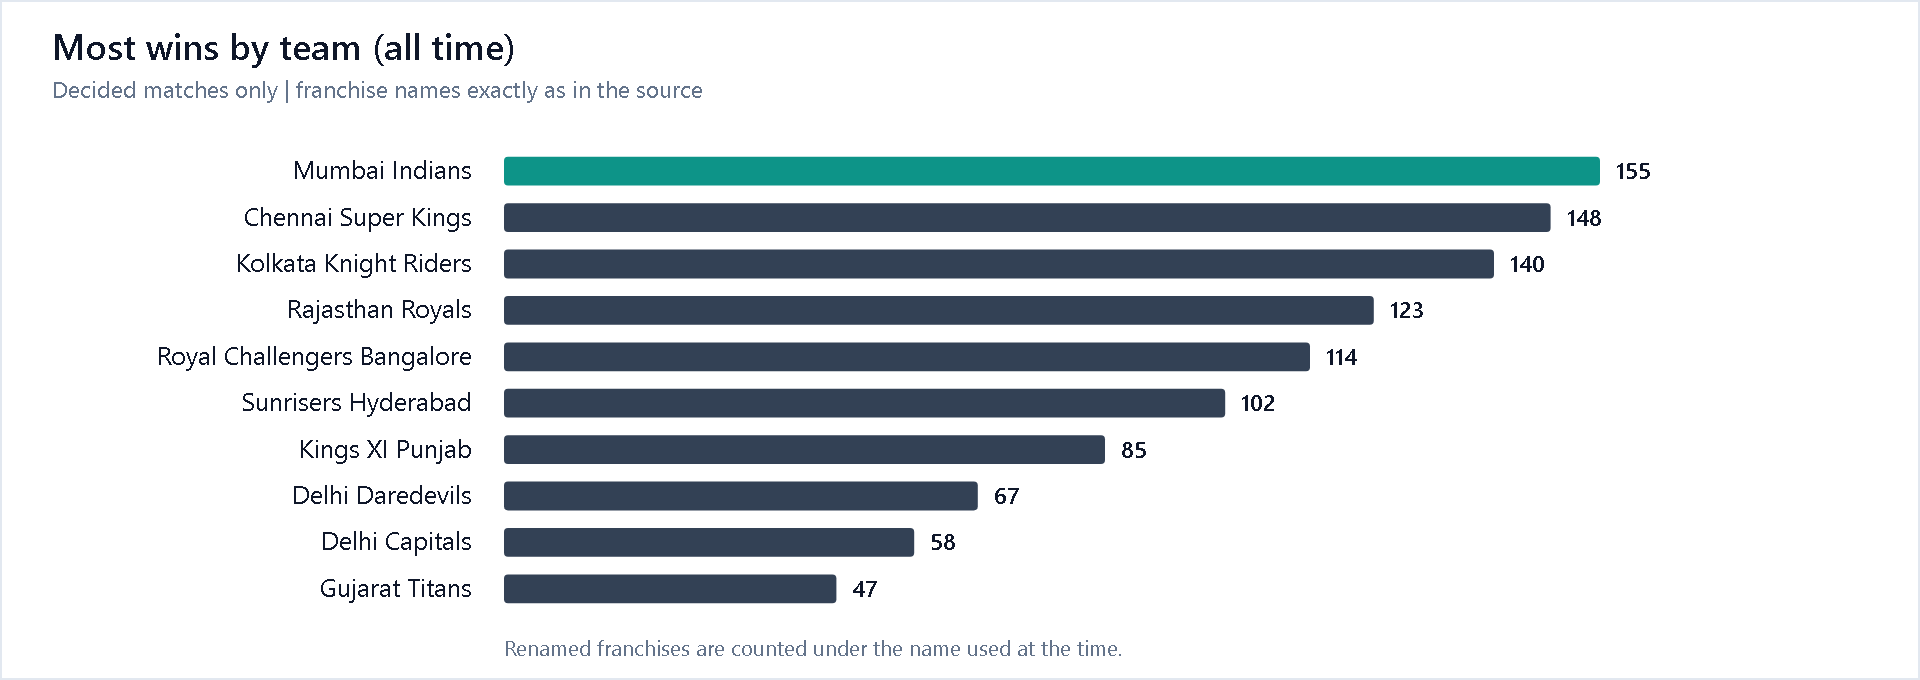 Most wins by team (all time)
Decided matches only | franchise names exactly as in the source
Mumbai Indians 155
Chennai Super Kings 148
Kolkata Knight Riders 140
Rajasthan Royals 123
Royal Challengers Bangalore 114
Sunrisers Hyderabad 102
Kings XI Punjab 85
Delhi Daredevils 67
Delhi Capitals 58
Gujarat Titans 47
Renamed franchises are counted under the name used at the time.